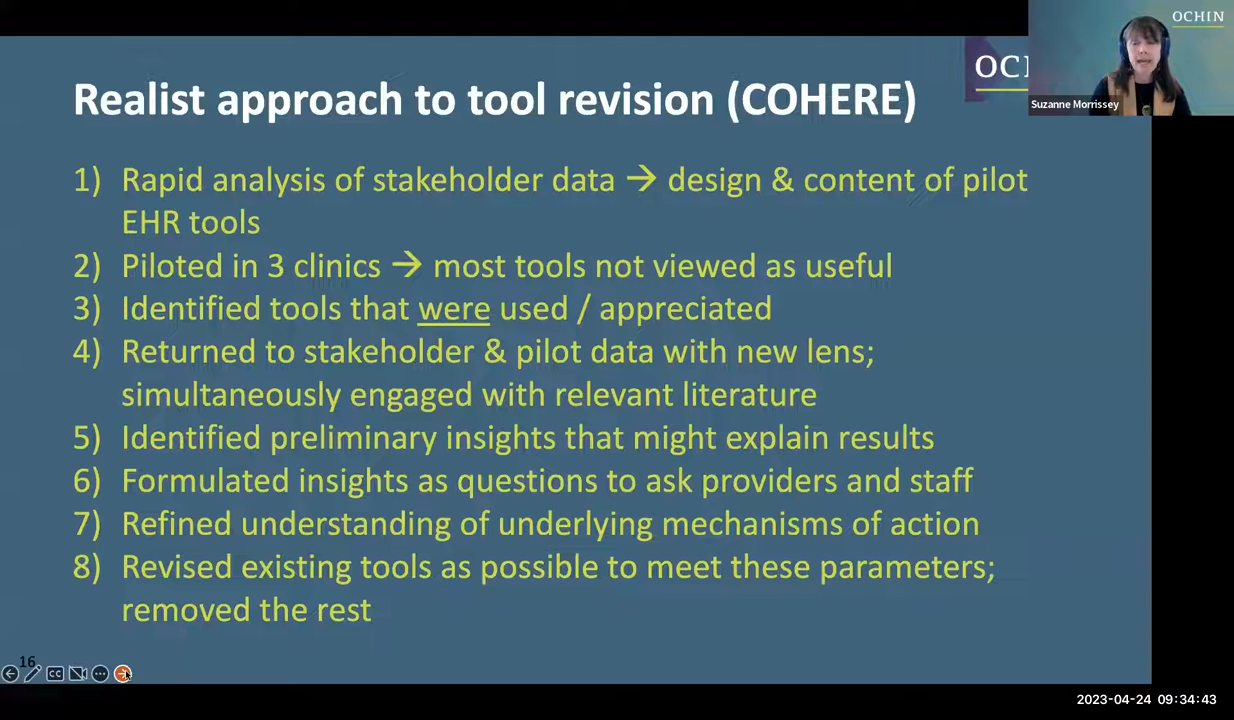 OCHIN
Realist approach to tool revision (COHERE)
Suzanne Morrissey
1) Rapid analysis of stakeholder data → design & content of pilot
EHR tools
2) Piloted in 3 clinics → most tools not viewed as useful
3) Identified tools that were used / appreciated
4) Returned to stakeholder & pilot data with new lens;
simultaneously engaged with relevant literature
5) Identified preliminary insights that might explain results
6) Formulated insights as questions to ask providers and staff
7) Refined understanding of underlying mechanisms of action
8) Revised existing tools as possible to meet these parameters;
removed the rest
16
CC
2023-04-24 09:34:43